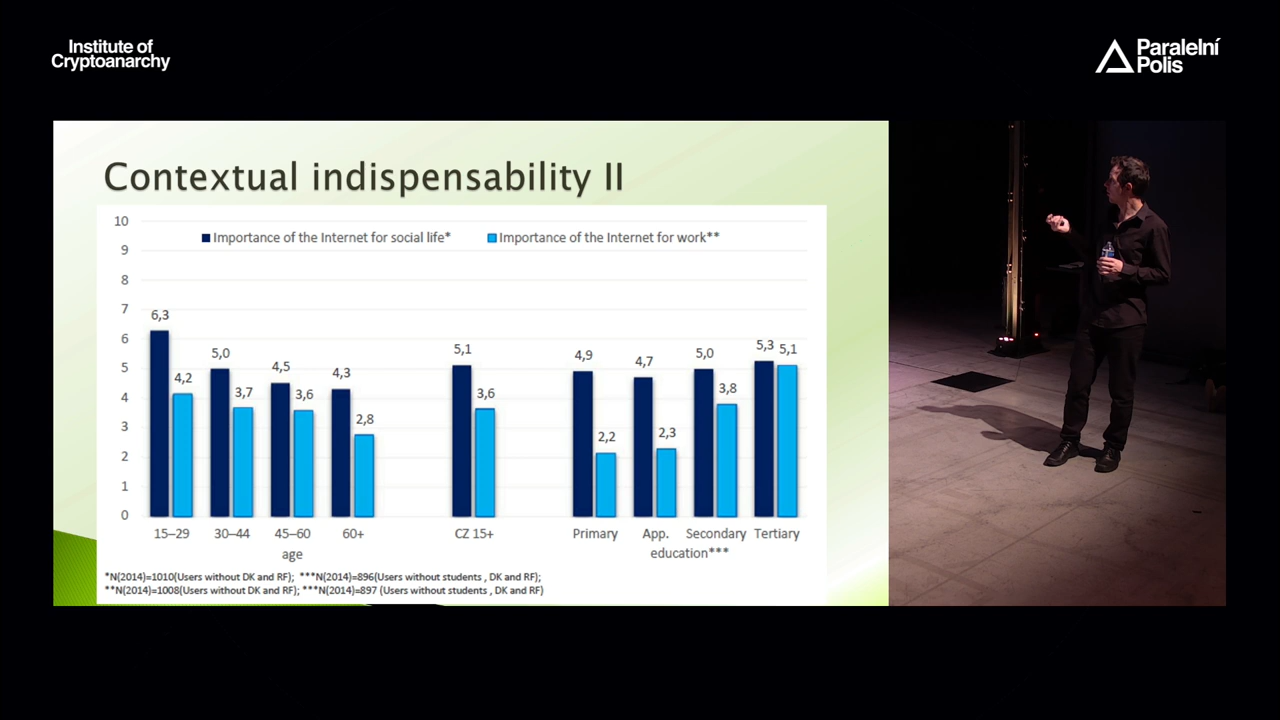 Institute of
Cryptoanarchy
Paralelní
Polis
Contextual indispensability II
Importance of the Internet for social life*
Importance of the Internet for work**
10
9
8
7
6
5
4
3
2
1
0
6,3
4,2
5,0
3,7
4,5
3,6
4,3
2,8
5,1
3,6
4,9
2,2
4,7
2,3
5,0
3,8
5,3
5,1
15–29
30–44
45–60
60+
CZ 15+
Primary
App.
Secondary
Tertiary
age
education***
*N(2014)=1010(Users without DK and RF); ***N(2014)=896(Users without students , DK and RF);
**N(2014)=1008(Users without DK and RF); ***N(2014)=897 (Users without students , DK and RF)